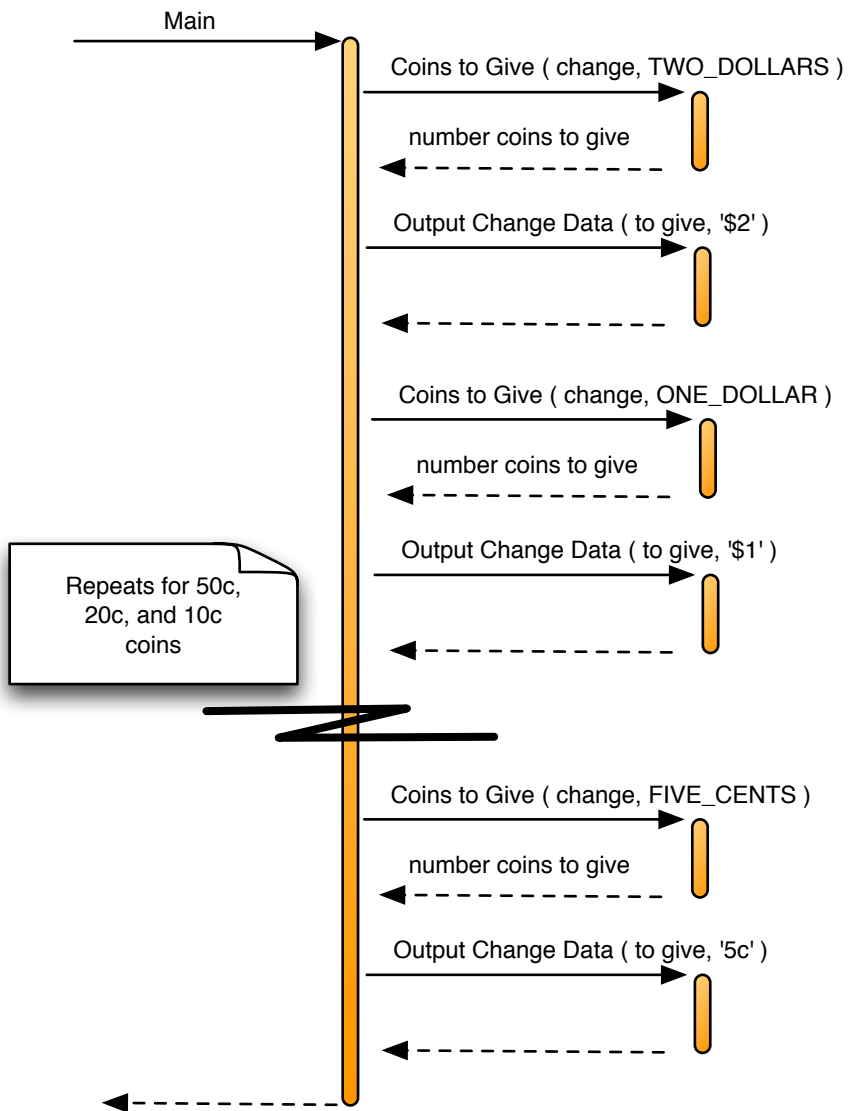 Main
Coins to Give ( change, TWO_DOLLARS )
number coins to give
Output Change Data ( to give, '$2' )
Coins to Give ( change, ONE_DOLLAR )
number coins to give
Output Change Data ( to give, '$1' )
Repeats for 50c,
20c, and 10c
coins
Coins to Give ( change, FIVE_CENTS )
number coins to give
Output Change Data ( to give, '5c' )